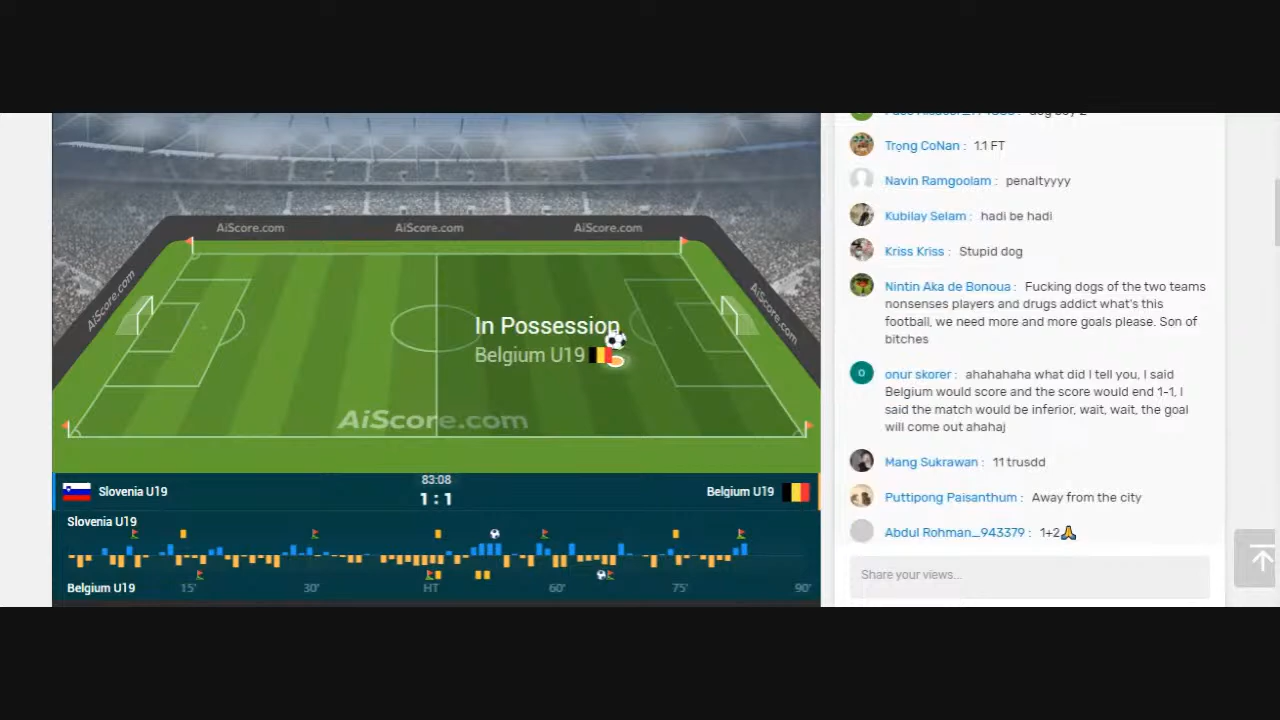 Trọng CoNan : 1.1 FT
Navin Ramgoolam : penaltyyyy
AiScore.com AiScore.com AiScore.com
Kubilay Selam : hadi be hadi
Kriss Kriss : Stupid dog
AiScore.com
AiScore.com
Nintin Aka de Bonoua : Fucking dogs of the two teams
nonsenses players and drugs addict what's this
football, we need more and more goals please. Son of
bitches
In Possession
Belgium U19
onur skorer : ahahahaha what did I tell you, I said
Belgium would score and the score would end 1-1, I
said the match would be inferior, wait, wait, the goal
will come out ahahaj
AiScore.com
Mang Sukrawan : 11 trusdd
83:08
Slovenia U19 1 : 1 Belgium U19
Puttipong Paisanthum : Away from the city
Slovenia U19
Abdul Rohman_943379 : 1+2🙏
Share your views...
Belgium U19 15' 30' HT 60' 75' 90'